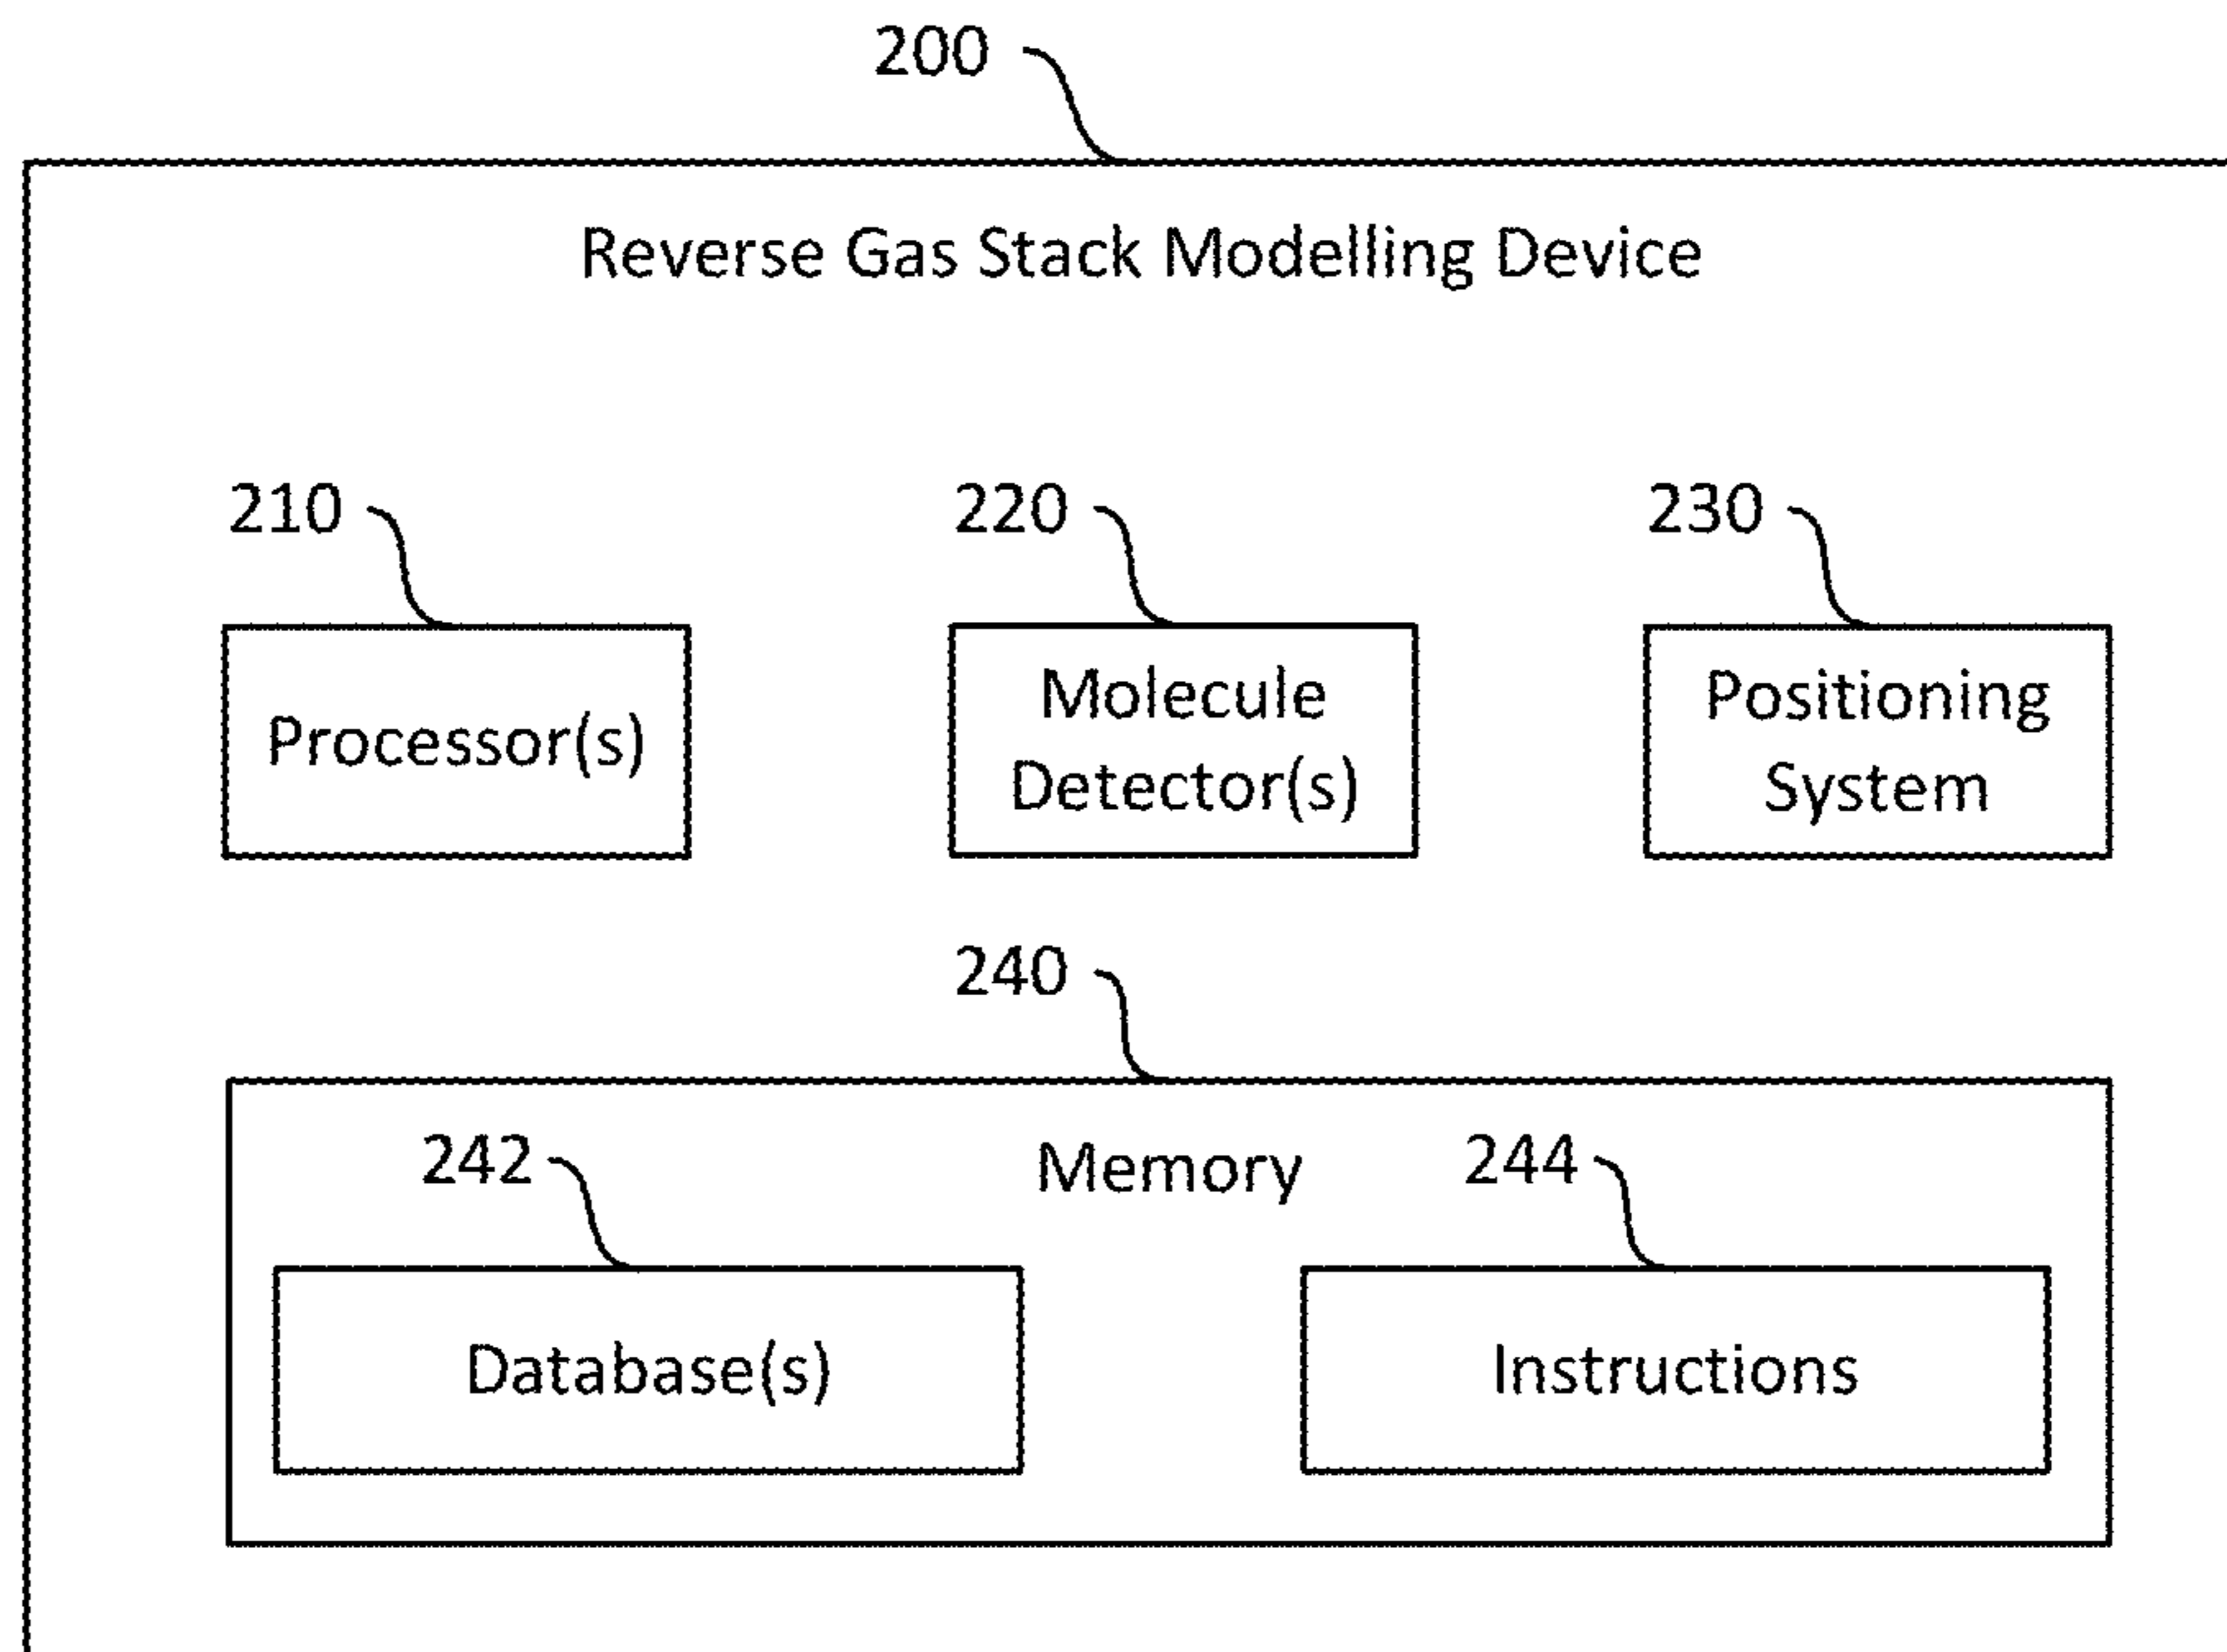 200
Reverse Gas Stack Modelling Device
210
220
230
Processor(s)
Molecule
Detector(s)
Positioning
System
240
242
Memory
244
Database(s)
Instructions